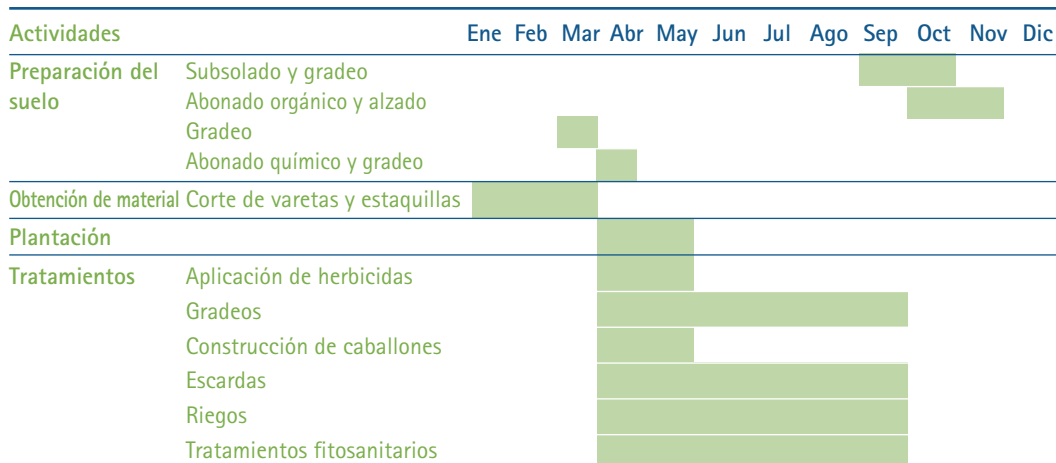 Actividades Ene Feb Mar Abr May Jun Jul Ago Sep Oct Nov Dic
Preparación del Subsolado y gradeo
suelo Abonado orgánico y alzado
Gradeo
Abonado químico y gradeo
Obtención de material Corte de varetas y estaquillas
Plantación
Tratamientos Aplicación de herbicidas
Gradeos
Construcción de caballones
Escardas
Riegos
Tratamientos fitosanitarios